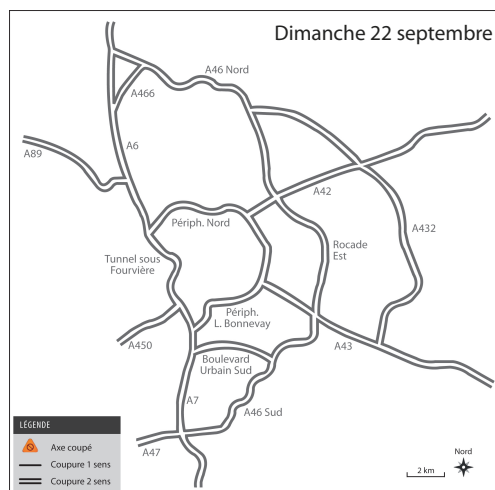 Dimanche 22 septembre
A46 Nord
A466
A6
A89
A42
Périph. Nord
A432
Rocade
Est
Tunnel sous
Fourvière
Périph.
L. Bonnevay
A450
A43
Boulevard
Urbain Sud
A7
A46 Sud
A47
LÉGENDE
Axe coupé
Coupure 1 sens
Coupure 2 sens
2 km
Nord